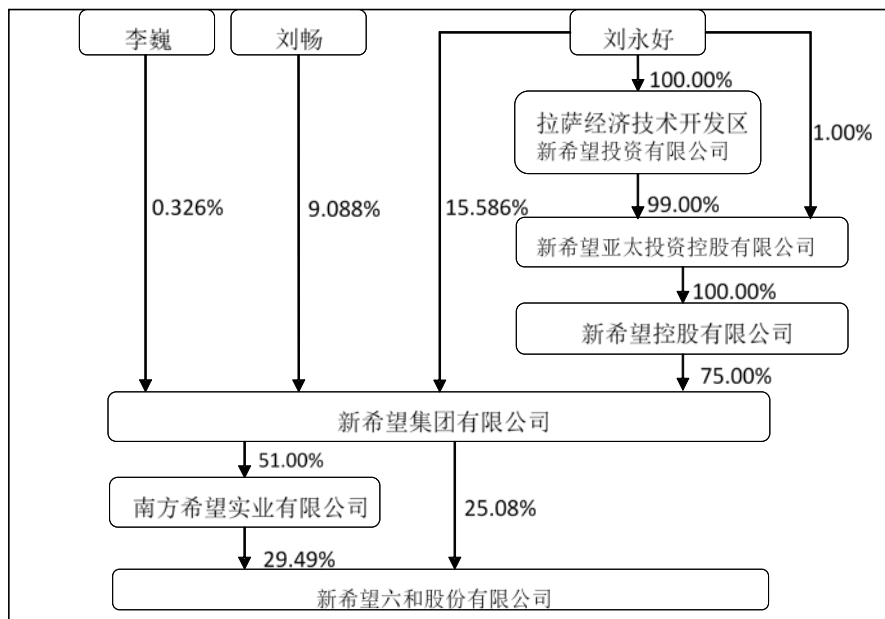 李巍
刘畅
刘永好
100.00%
拉萨经济技术开发区
新希望投资有限公司
1.00%
0.326%
9.088%
15.586%
99.00%
新希望亚太投资控股有限公司
100.00%
新希望控股有限公司
75.00%
新希望集团有限公司
51.00%
南方希望实业有限公司
25.08%
29.49%
新希望六和股份有限公司